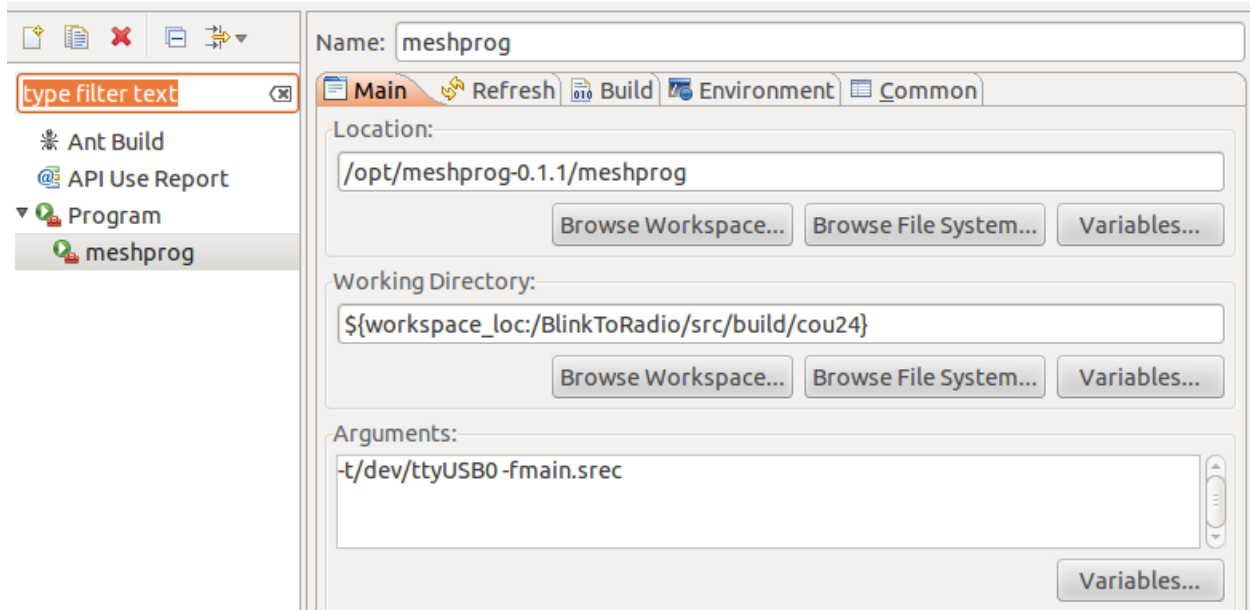 Name: meshprog
type filter text
Ant Build
API Use Report
Program
meshprog
Main Refresh Build Environment Common
Location:
/opt/meshprog-0.1.1/meshprog
Browse Workspace... Browse File System... Variables...
Working Directory:
${workspace_loc:/BlinkToRadio/src/build/cou24}
Browse Workspace... Browse File System... Variables...
Arguments:
-t/dev/ttyUSB0 -fmain.srec
Variables...